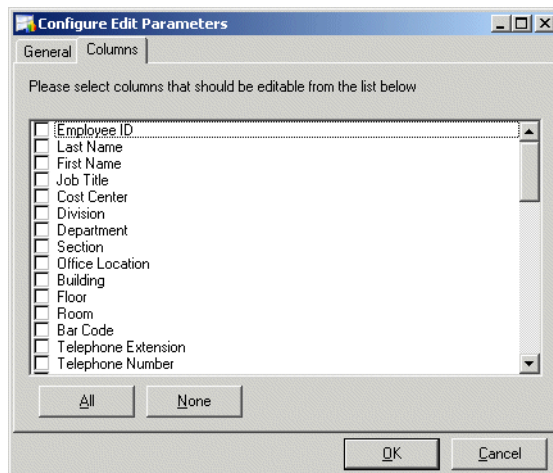 Configure Edit Parameters
General Columns
Please select columns that should be editable from the list below
Employee ID
Last Name
First Name
Job Title
Cost Center
Division
Department
Section
Office Location
Building
Floor
Room
Bar Code
Telephone Extension
Telephone Number
All None
OK Cancel